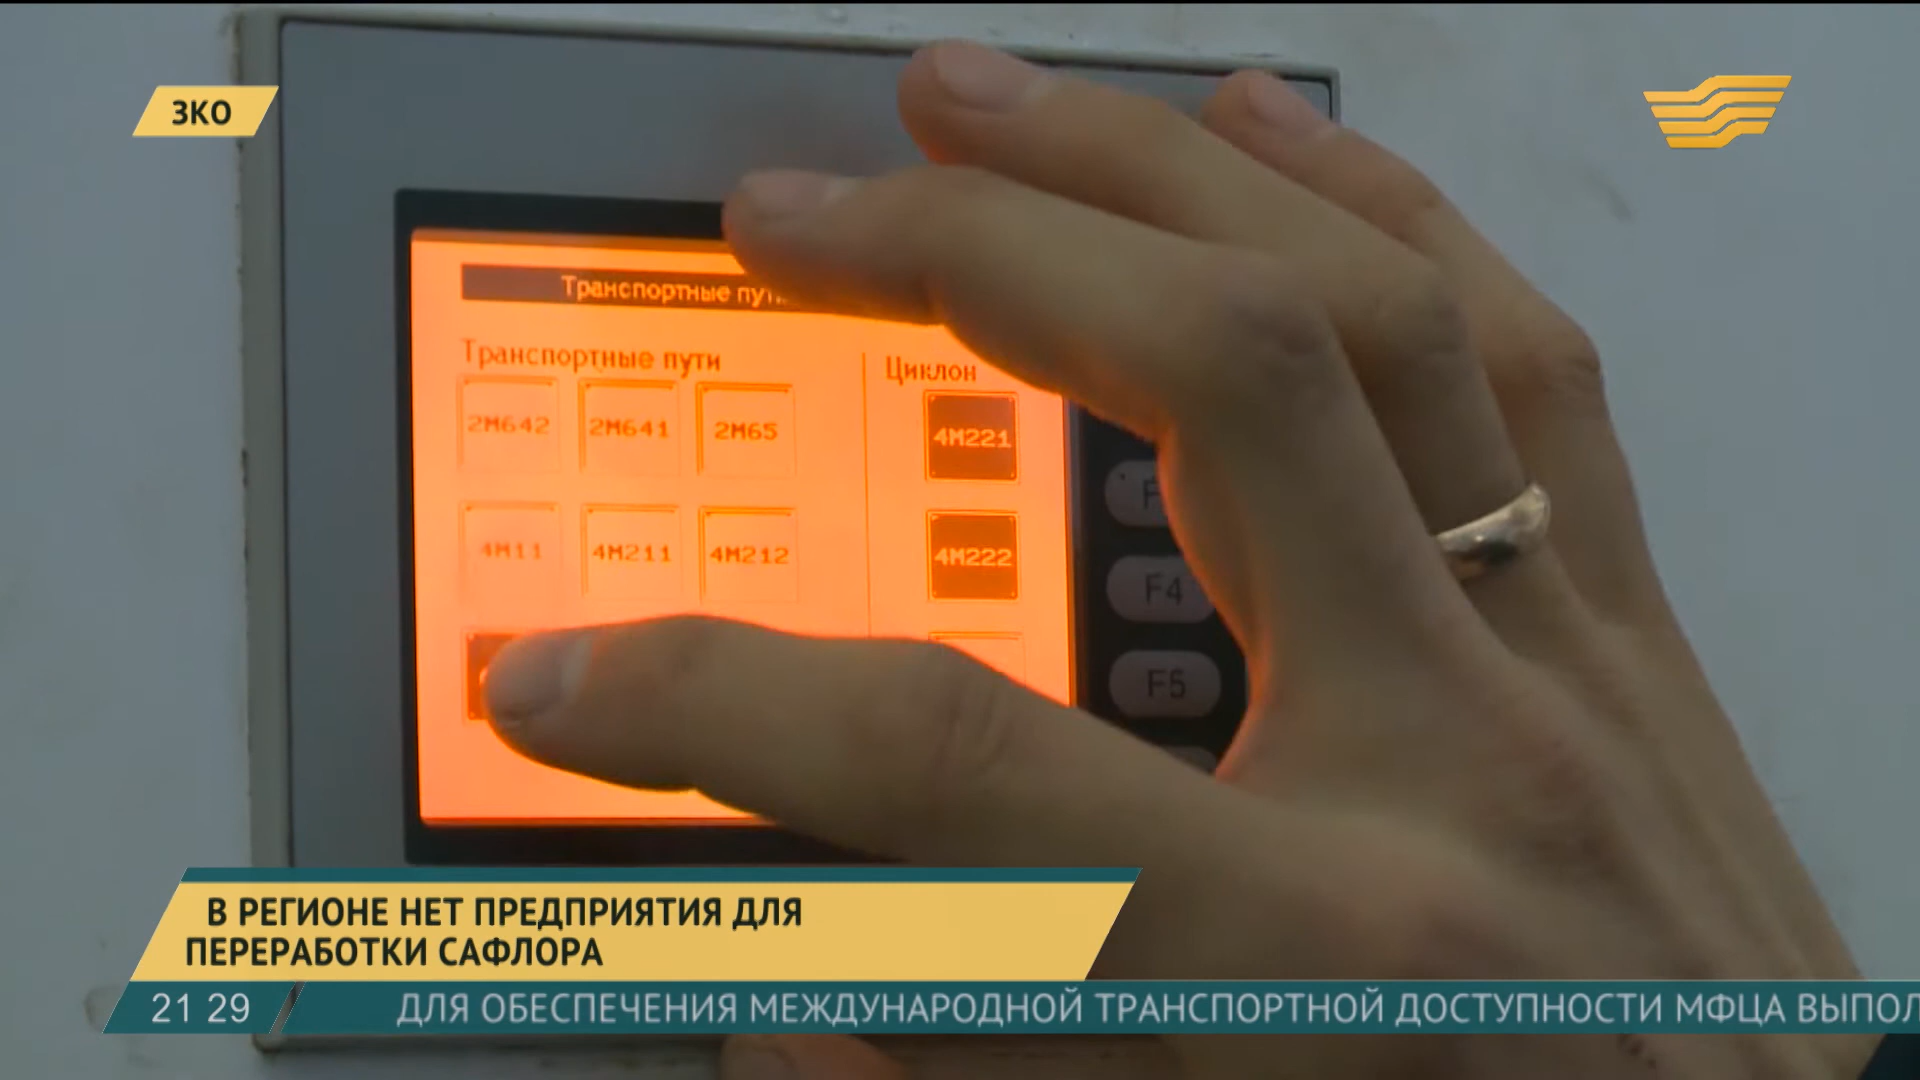 ЗКО
Транспортные пути
Транспортные пути
Циклон
2М642 2М641 2М65
4М221
4М11 4М211 4М212
4М222
F4
F5
В РЕГИОНЕ НЕТ ПРЕДПРИЯТИЯ ДЛЯ
ПЕРЕРАБОТКИ САФЛОРА
21 29
ДЛЯ ОБЕСПЕЧЕНИЯ МЕЖДУНАРОДНОЙ ТРАНСПОРТНОЙ ДОСТУПНОСТИ МФЦА ВЫПОЛ